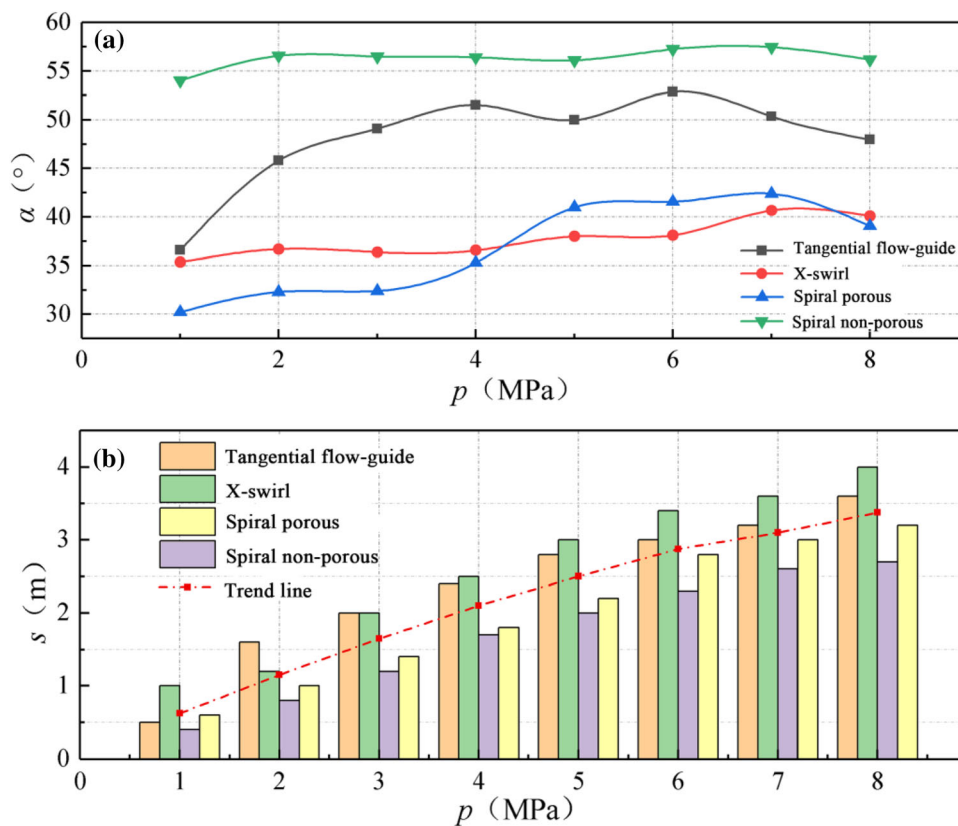 (a)
60
55
50
45
40
35
30
α（°）
Tangential flow-guide
X-swirl
Spiral porous
Spiral non-porous
0 2 4 6 8
p（MPa）
(b)
4
3
2
1
0
s（m）
Tangential flow-guide
X-swirl
Spiral porous
Spiral non-porous
Trend line
0 1 2 3 4 5 6 7 8
p（MPa）